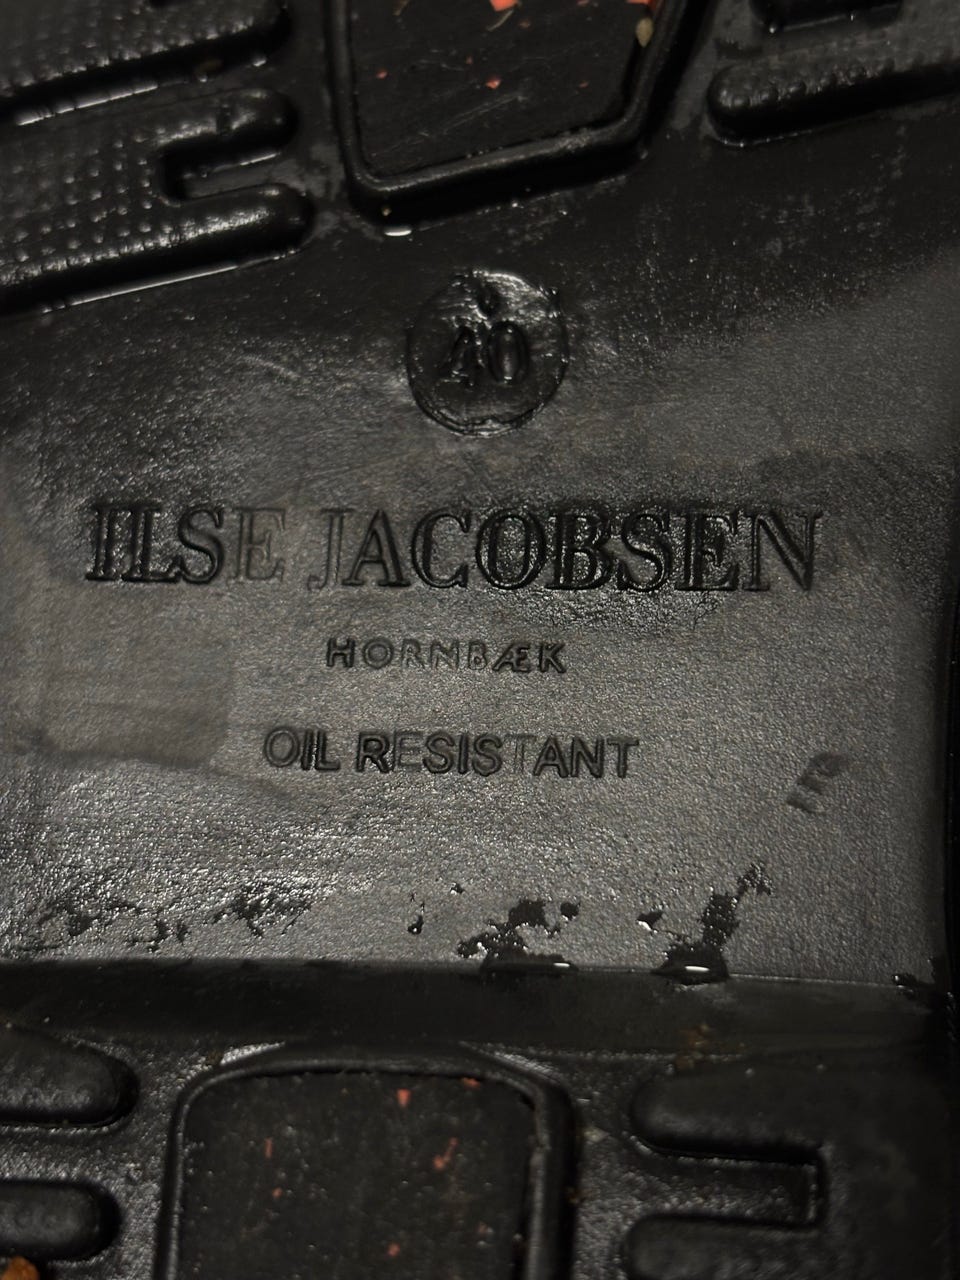 40
ILSE JACOBSEN
HORNBÆK
OIL RESISTANT